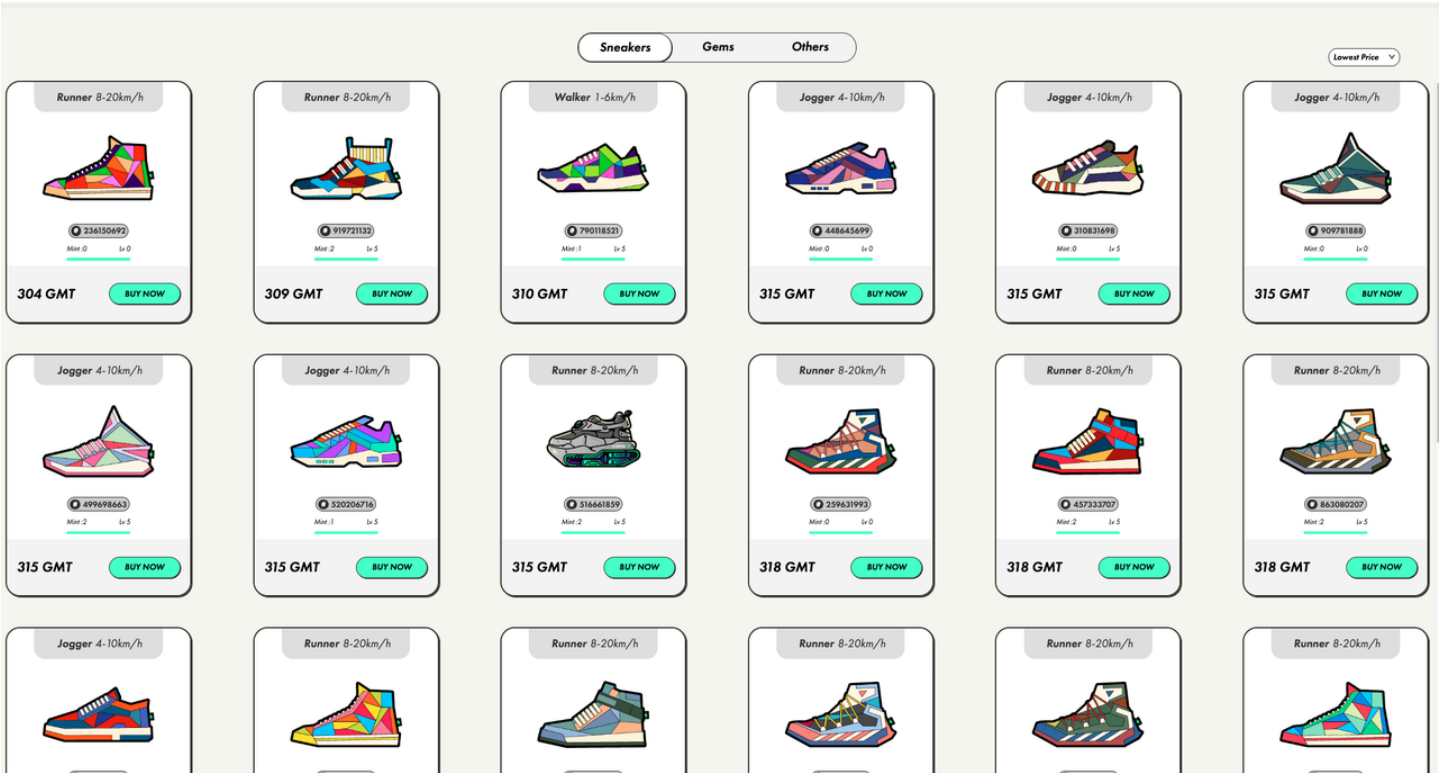 Sneakers Gems Others
Lowest Price
Runner 8-20km/h
236150692
Mint :0 Lv 0
304 GMT BUY NOW
Runner 8-20km/h
919721132
Mint :2 Lv 5
309 GMT BUY NOW
Walker 1-6km/h
790118521
Mint :1 Lv 5
310 GMT BUY NOW
Jogger 4-10km/h
448645699
Mint :0 Lv 0
315 GMT BUY NOW
Jogger 4-10km/h
310831698
Mint :0 Lv 5
315 GMT BUY NOW
Jogger 4-10km/h
909781888
Mint :0 Lv 0
315 GMT BUY NOW
Jogger 4-10km/h
499698663
Mint :2 Lv 5
315 GMT BUY NOW
Jogger 4-10km/h
520206716
Mint :1 Lv 5
315 GMT BUY NOW
Runner 8-20km/h
516661859
Mint :2 Lv 5
315 GMT BUY NOW
Runner 8-20km/h
259631993
Mint :0 Lv 0
318 GMT BUY NOW
Runner 8-20km/h
457333707
Mint :2 Lv 5
318 GMT BUY NOW
Runner 8-20km/h
863080207
Mint :2 Lv 5
318 GMT BUY NOW
Jogger 4-10km/h
Runner 8-20km/h
Runner 8-20km/h
Runner 8-20km/h
Runner 8-20km/h
Runner 8-20km/h